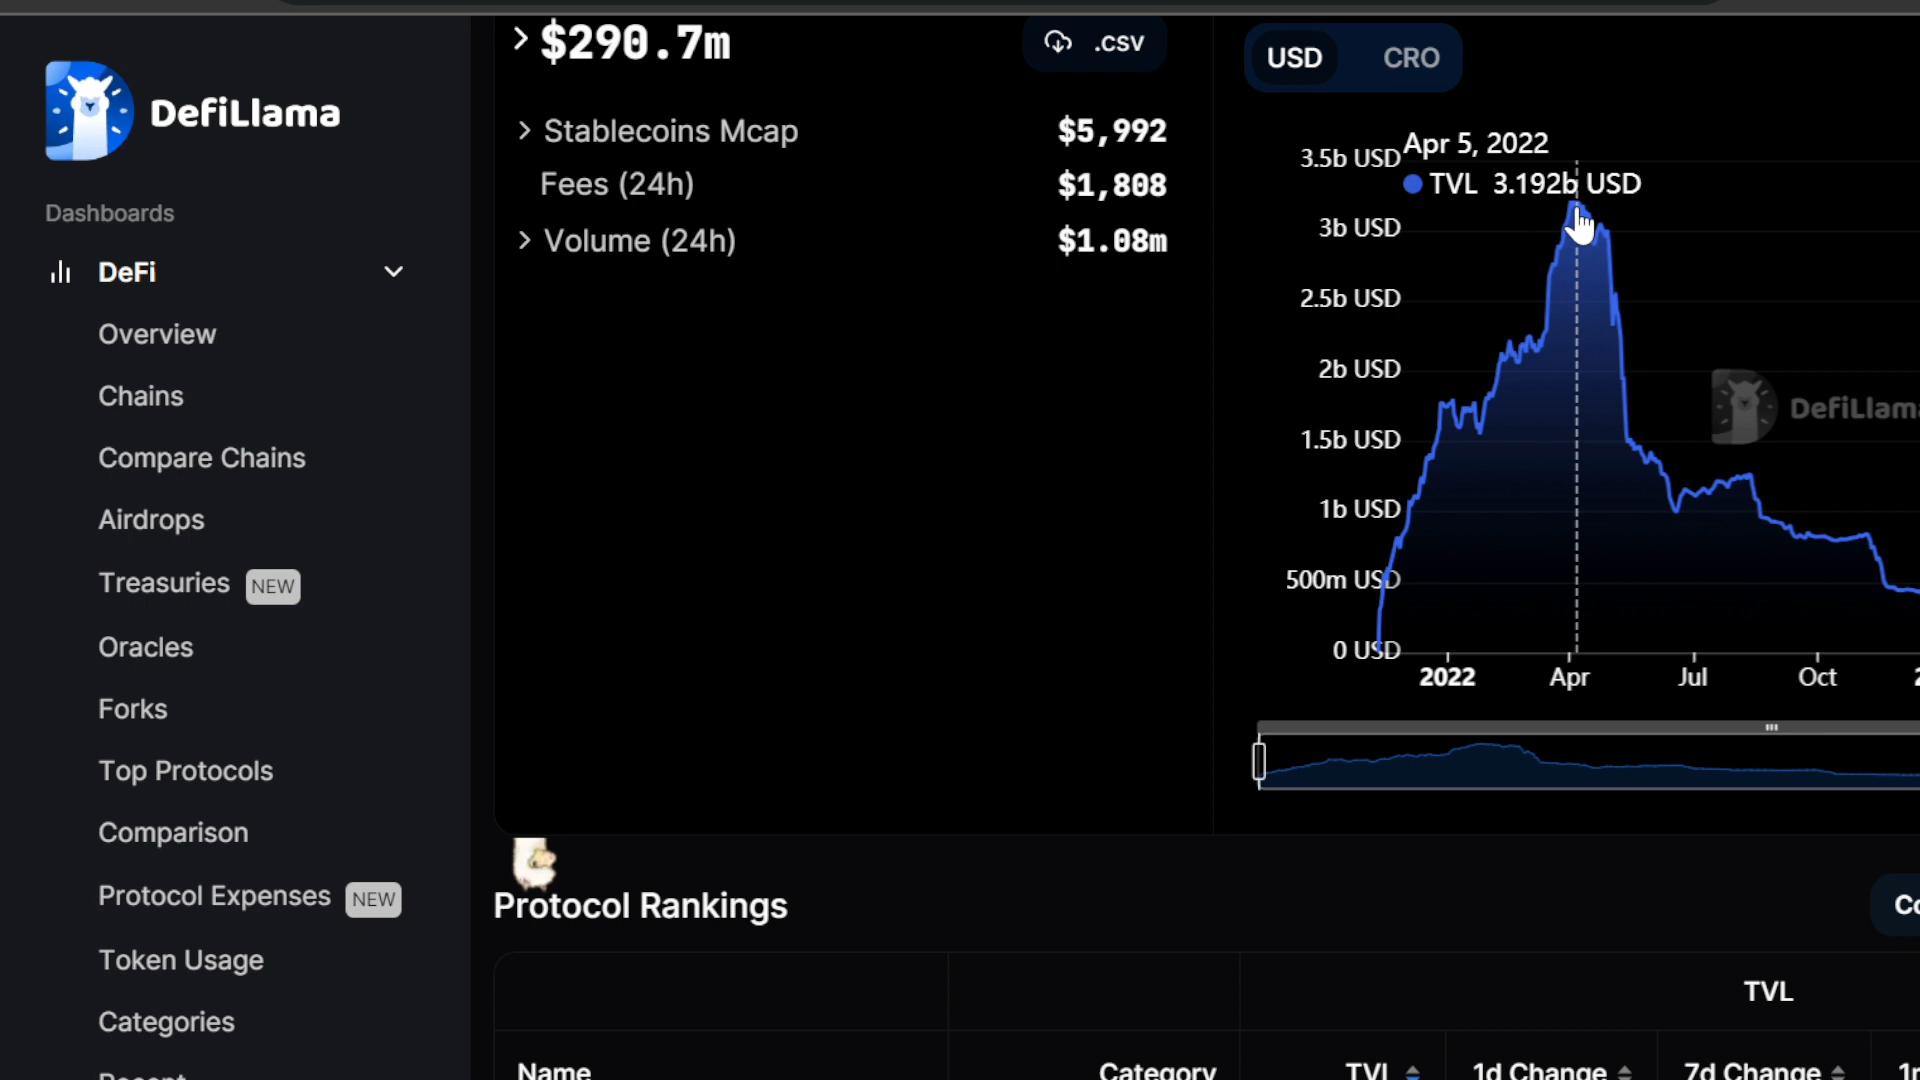 DefiLlama
Dashboards
DeFi
Overview
Chains
Compare Chains
Airdrops
Treasuries NEW
Oracles
Forks
Top Protocols
Comparison
Protocol Expenses NEW
Token Usage
Categories
Recent
$290.7m
.csv
Stablecoins Mcap $5,992
Fees (24h) $1,808
Volume (24h) $1.08m
USD CRO
Apr 5, 2022
TVL 3.192b USD
3.5b USD
3b USD
2.5b USD
2b USD
1.5b USD
1b USD
500m USD
0 USD
2022 Apr Jul Oct
DefiLlama
Protocol Rankings
TVL
Name Category TVL 1d Change 7d Change